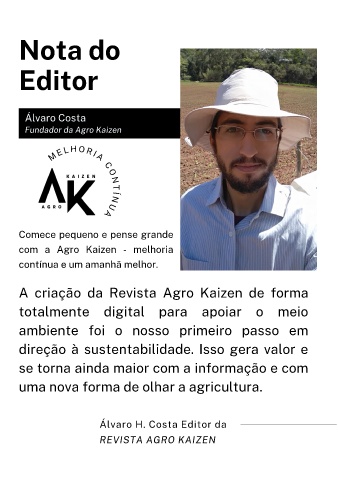 Nota do
Editor
Álvaro Costa
Fundador da Agro Kaizen
MELHORIA CONTÍNUA
KAIZEN
AK
AGRO
Comece pequeno e pense grande
com a Agro Kaizen - melhoria
contínua e um amanhã melhor.
A criação da Revista Agro Kaizen de forma
totalmente digital para apoiar o meio
ambiente foi o nosso primeiro passo em
direção à sustentabilidade. Isso gera valor e
se torna ainda maior com a informação e com
uma nova forma de olhar a agricultura.
Álvaro H. Costa Editor da
REVISTA AGRO KAIZEN